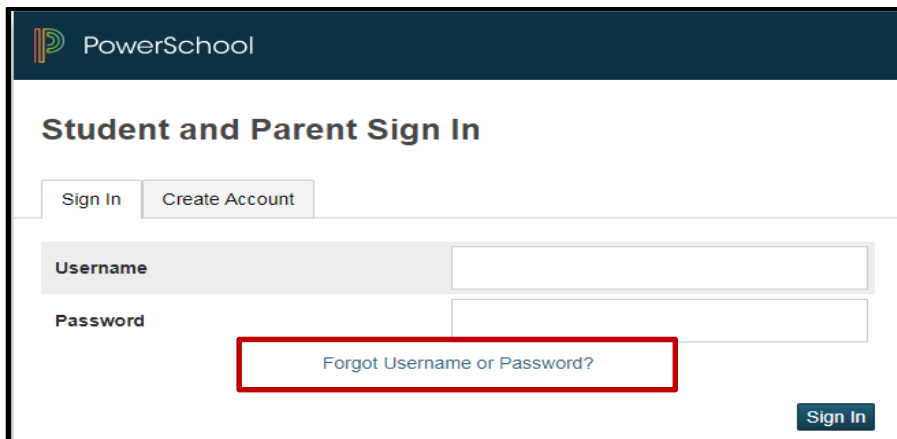 PowerSchool
Student and Parent Sign In
Sign In
Create Account
Username
Password
Forgot Username or Password?
Sign In